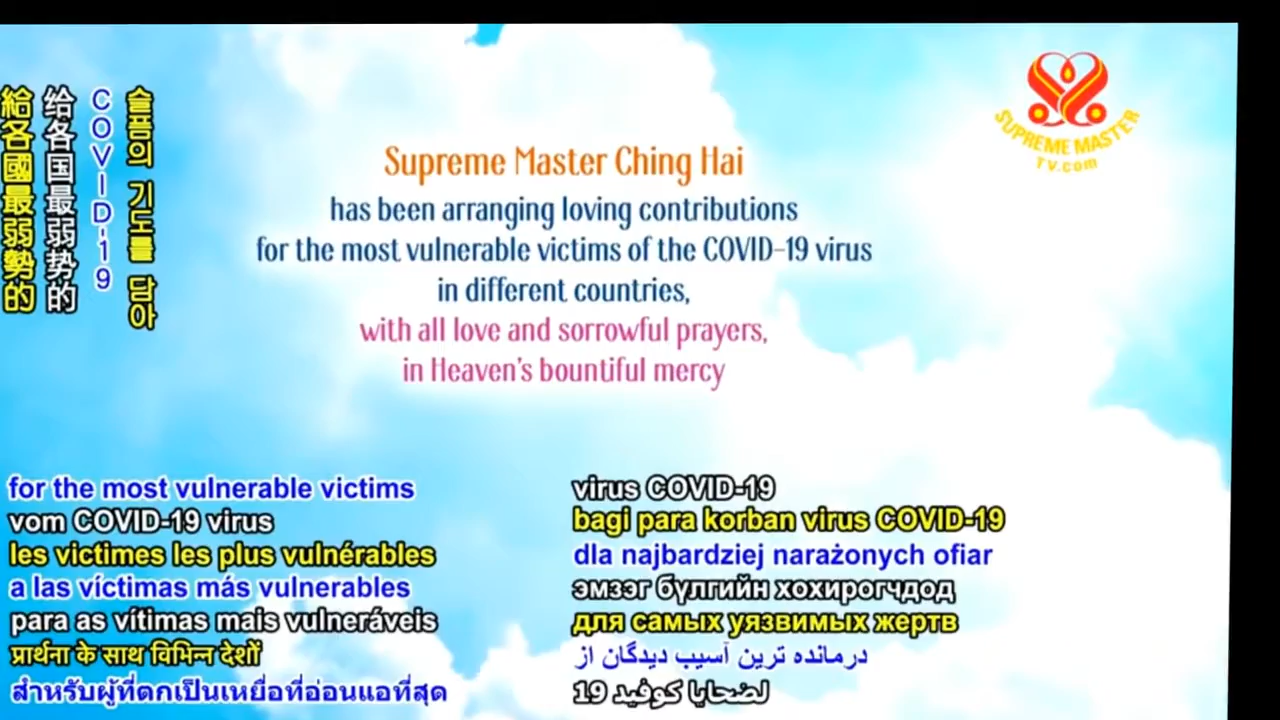 給各國最弱勢的
给各国最弱势的
COVID-19
슬픔의 기도를 담아
Supreme Master Ching Hai
has been arranging loving contributions
for the most vulnerable victims of the COVID-19 virus
in different countries,
with all love and sorrowful prayers,
in Heaven's bountiful mercy
SUPREME MASTER
TV.com
for the most vulnerable victims
vom COVID-19 virus
les victimes les plus vulnérables
a las víctimas más vulnerables
para as vítimas mais vulneráveis
प्रार्थना के साथ विभिन्न देशों
สำหรับผู้ที่ตกเป็นเหยื่อที่อ่อนแอที่สุด
virus COVID-19
bagi para korban virus COVID-19
dla najbardziej narażonych ofiar
эмзэг бүлгийн хохирогчдод
для самых уязвимых жертв
درمانده ترین آسیب دیدگان از
لضحايا كوفيد 19